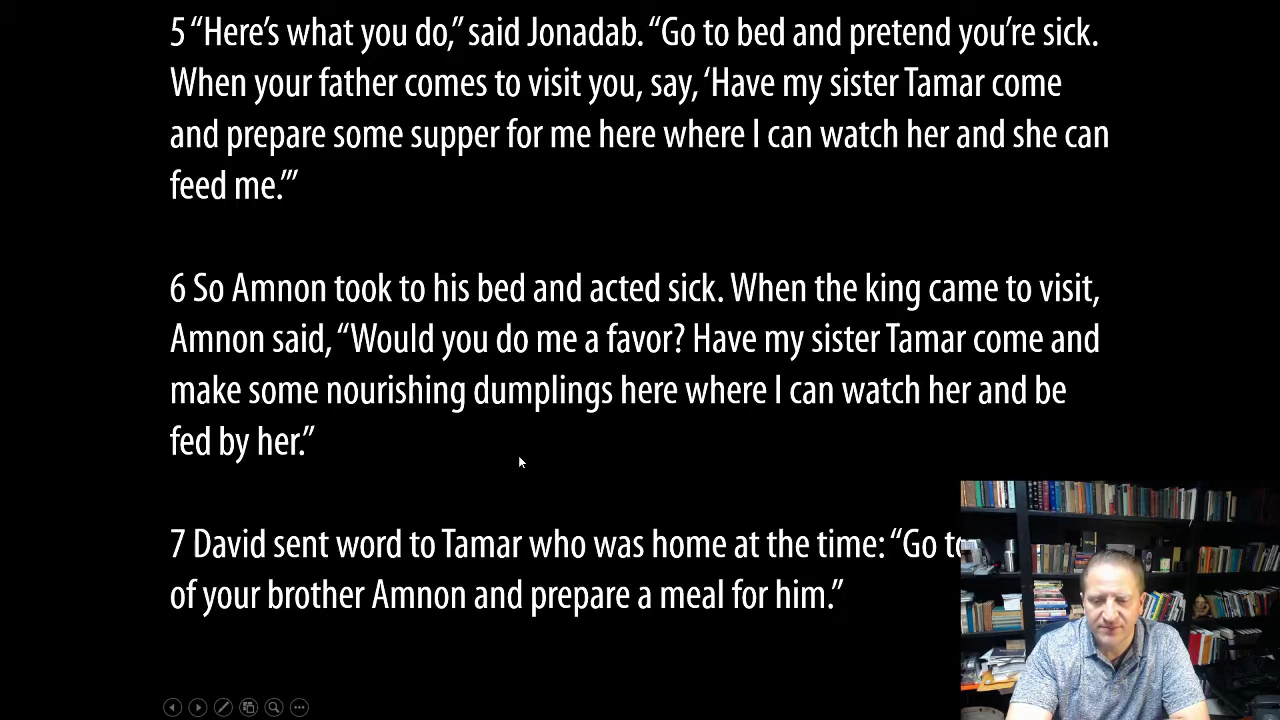 5 “Here’s what you do,” said Jonadab. “Go to bed and pretend you’re sick.
When your father comes to visit you, say, ‘Have my sister Tamar come
and prepare some supper for me here where I can watch her and she can
feed me.’”
6 So Amnon took to his bed and acted sick. When the king came to visit,
Amnon said, “Would you do me a favor? Have my sister Tamar come and
make some nourishing dumplings here where I can watch her and be
fed by her.”
7 David sent word to Tamar who was home at the time: “Go to
of your brother Amnon and prepare a meal for him.”